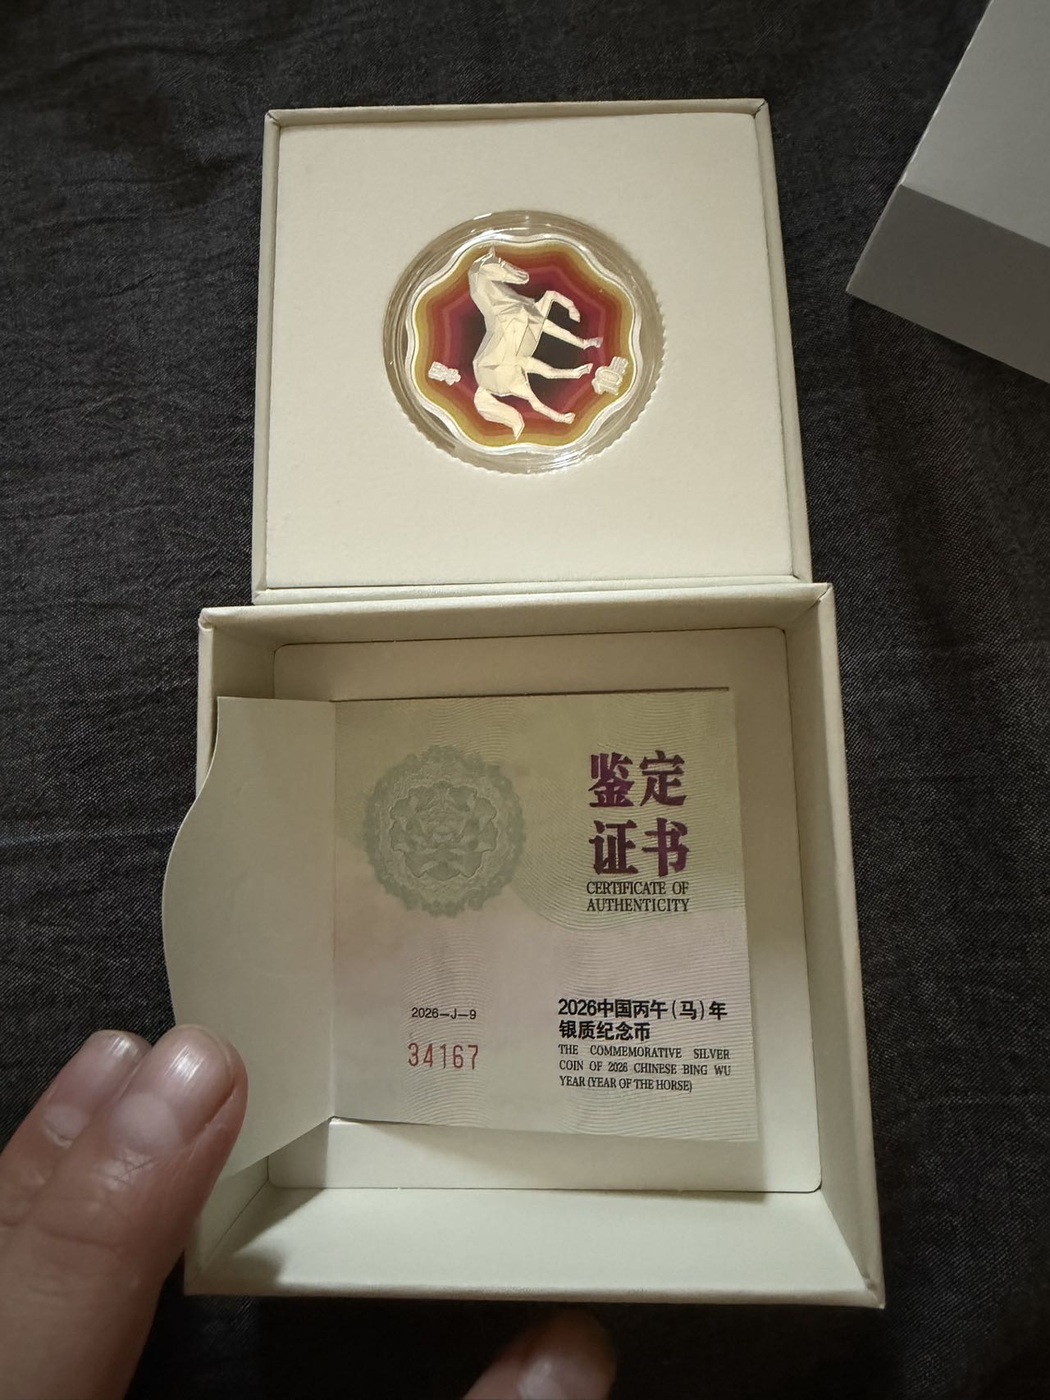 鉴定
证书
CERTIFICATE OF
AUTHENTICITY
2026—J—9
34167
2026中国丙午(马)年
银质纪念币
THE COMMEMORATIVE SILVER
COIN OF 2026 CHINESE BING WU
YEAR (YEAR OF THE HORSE)